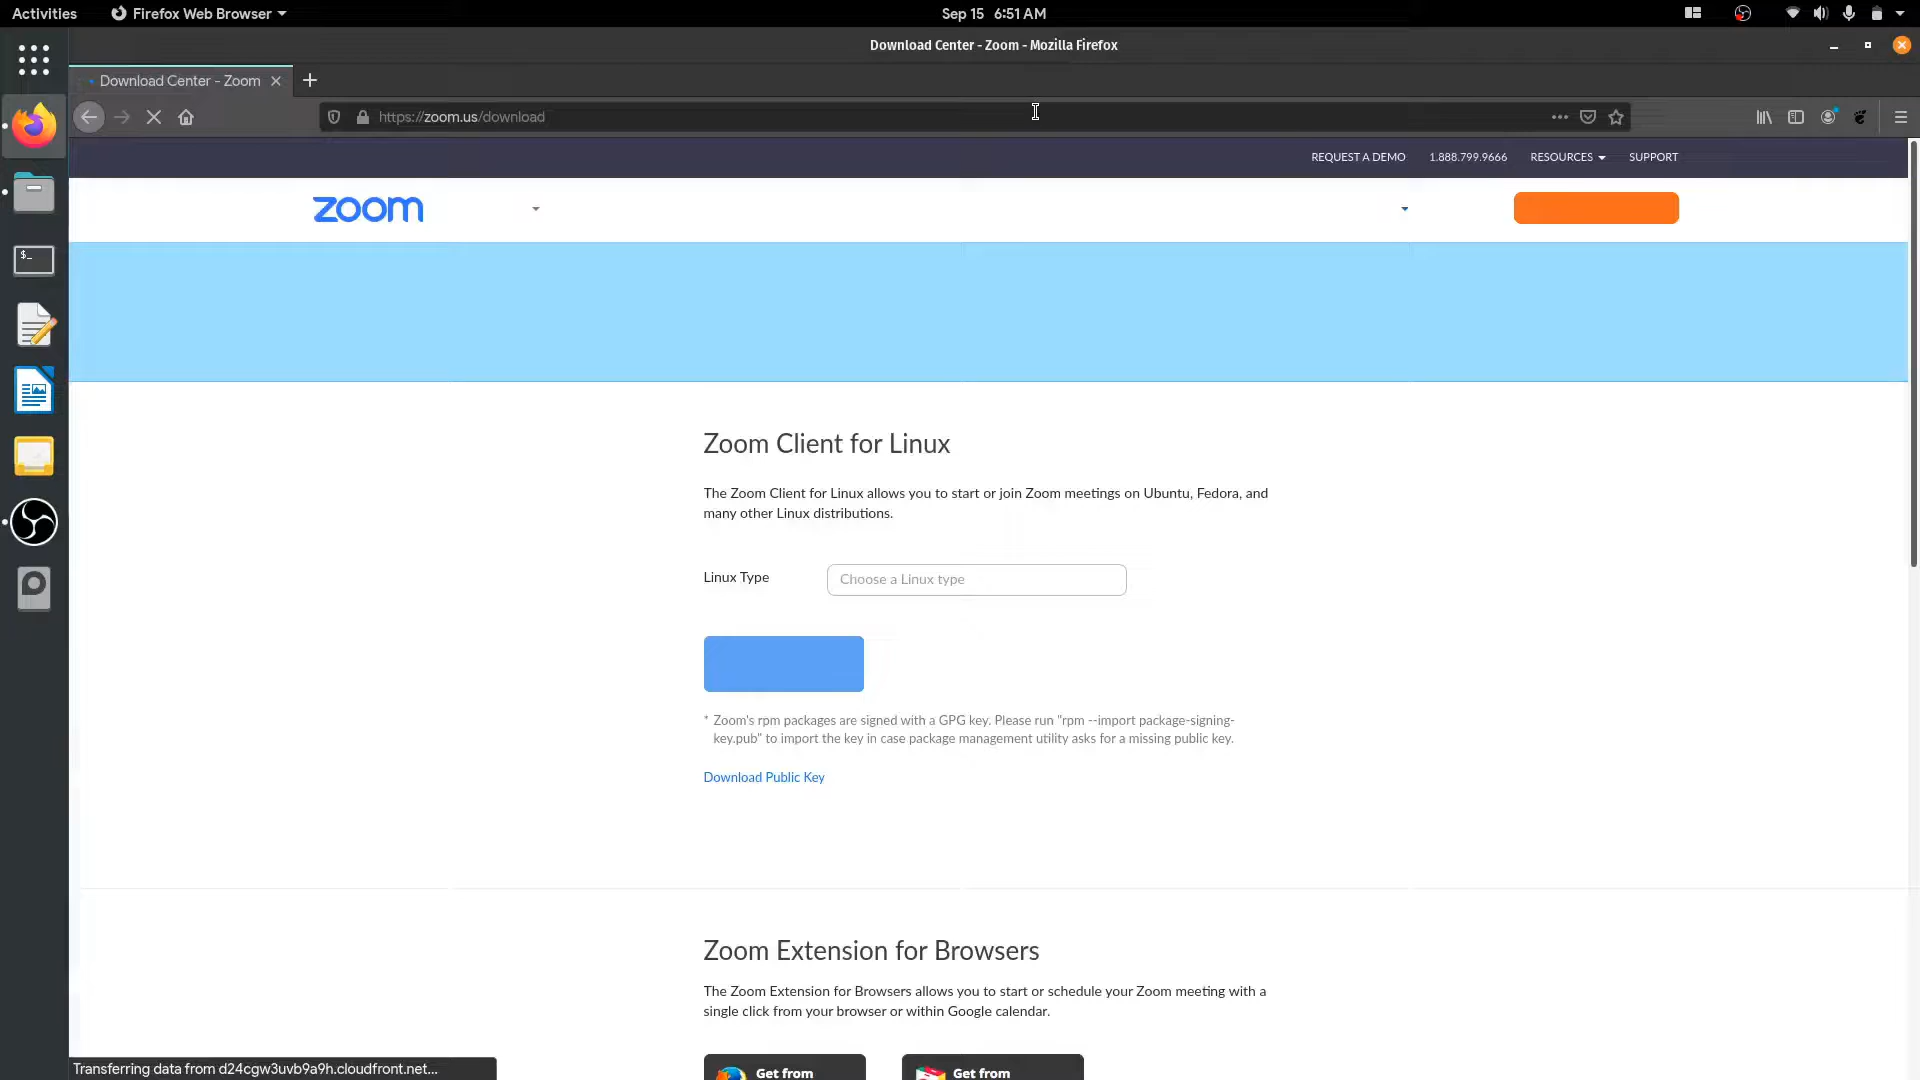 Activities
Firefox Web Browser
Sep 15 6:51 AM
Download Center - Zoom - Mozilla Firefox
Download Center - Zoom
https://zoom.us/download
REQUEST A DEMO
1.888.799.9666
RESOURCES
SUPPORT
zoom
Zoom Client for Linux
The Zoom Client for Linux allows you to start or join Zoom meetings on Ubuntu, Fedora, and
many other Linux distributions.
Linux Type
Choose a Linux type
* Zoom's rpm packages are signed with a GPG key. Please run "rpm --import package-signing-
key.pub" to import the key in case package management utility asks for a missing public key.
Download Public Key
Zoom Extension for Browsers
The Zoom Extension for Browsers allows you to start or schedule your Zoom meeting with a
single click from your browser or within Google calendar.
Get from
Get from
Transferring data from d24cgw3uvb9a9h.cloudfront.net...